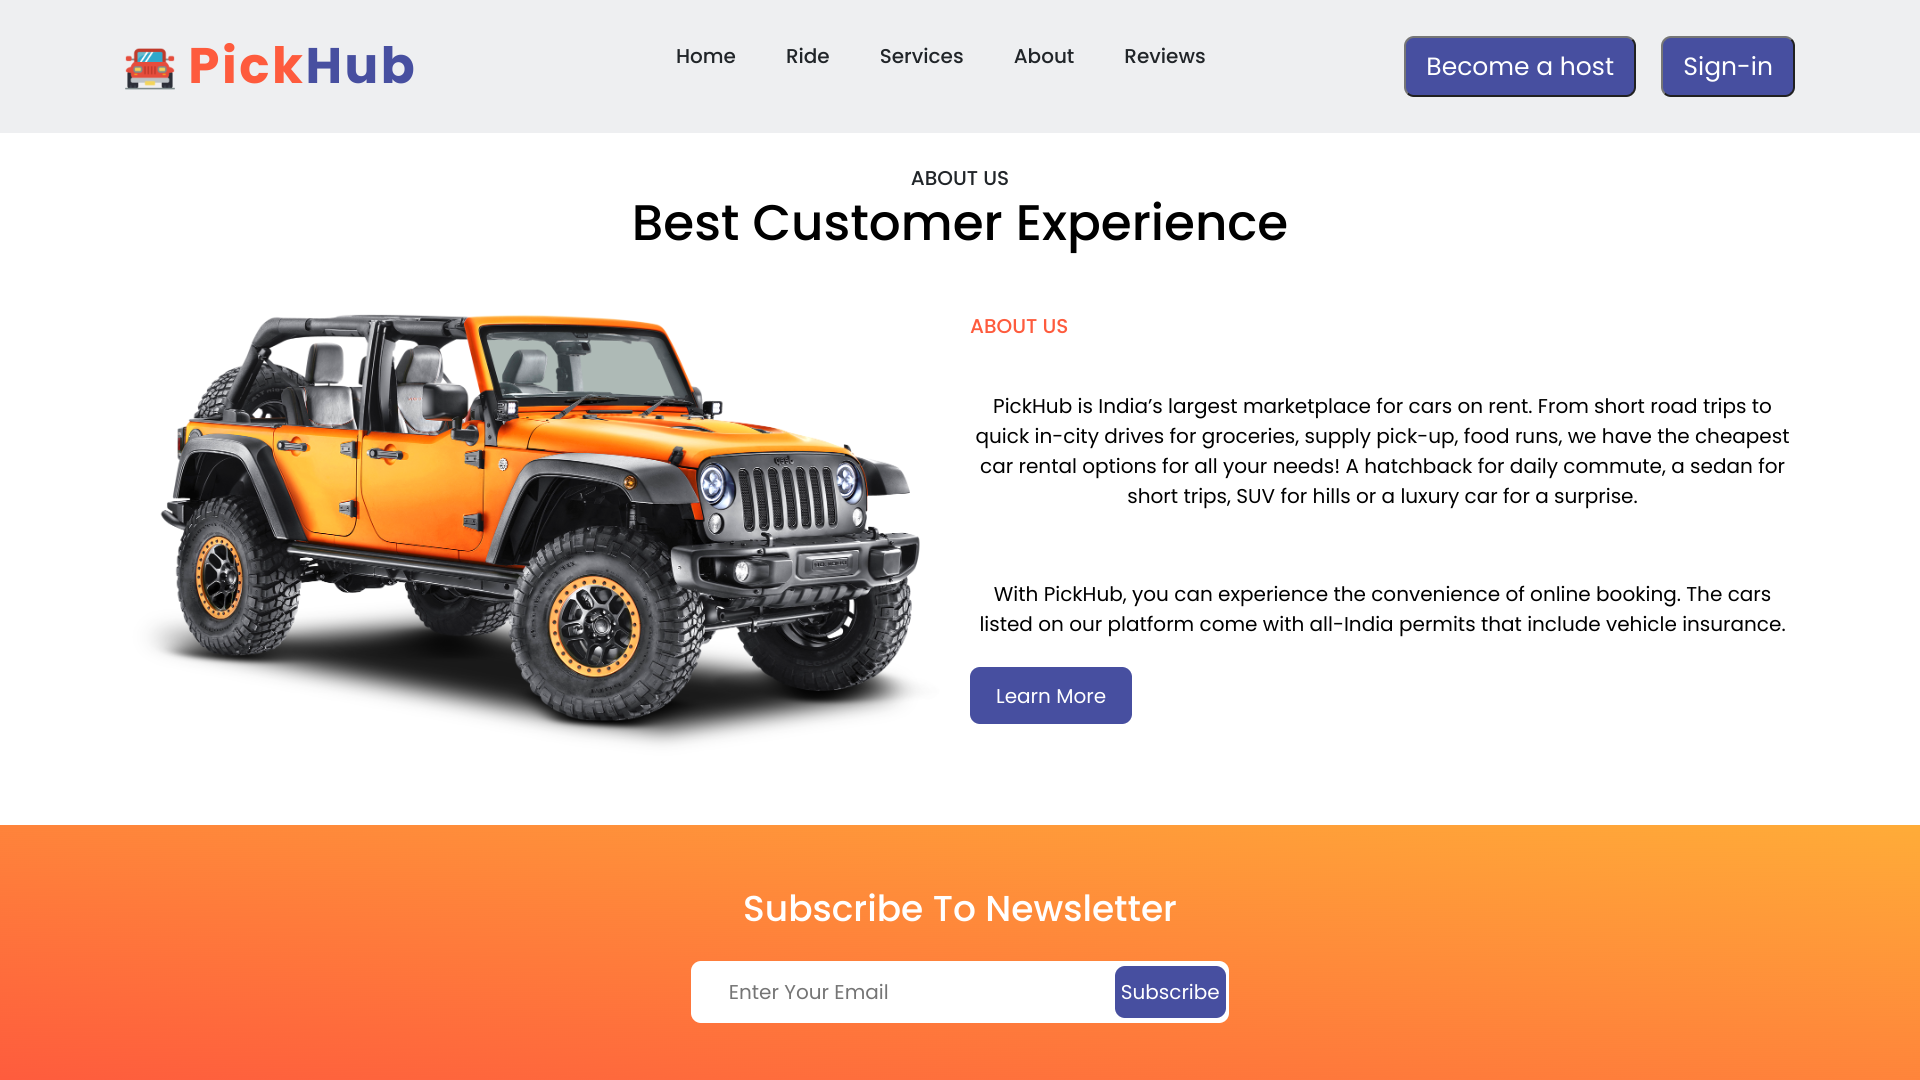 PickHub
Home
Ride
Services
About
Reviews
Become a host
Sign-in
ABOUT US
Best Customer Experience
ABOUT US
PickHub is India’s largest marketplace for cars on rent. From short road trips to
quick in-city drives for groceries, supply pick-up, food runs, we have the cheapest
car rental options for all your needs! A hatchback for daily commute, a sedan for
short trips, SUV for hills or a luxury car for a surprise.
With PickHub, you can experience the convenience of online booking. The cars
listed on our platform come with all-India permits that include vehicle insurance.
Learn More
Subscribe To Newsletter
Enter Your Email
Subscribe